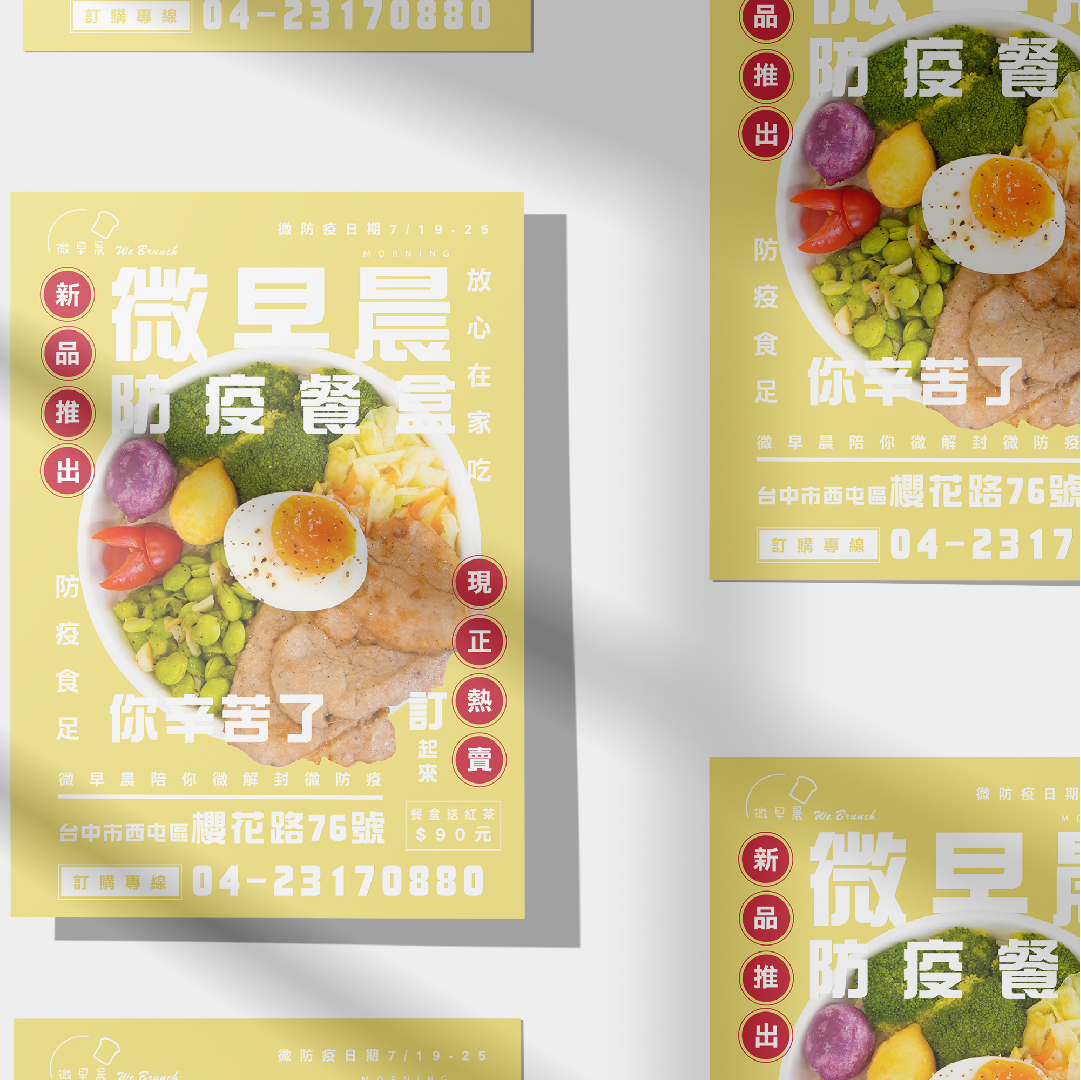 訂購專線 04-23170880
微早晨 We Brunch
微防疫日期7/19-25
MORNING
微早晨
防疫餐盒
新品推出
放心在家吃
防疫食足
現正熱賣
你辛苦了
訂起來
微早晨陪你微解封微防疫
台中市西屯區櫻花路76號
餐盒送紅茶
$90元
訂購專線 04-23170880
微早晨 We Brunch
微防疫日期7/19-25
MORNING
品推出
防疫餐
防疫食足
你辛苦了
微早晨陪你微解封微防疫
台中市西屯區櫻花路76號
訂購專線 04-2317
微早晨 We Brunch
微防疫日期
微早
防疫餐
新品推出